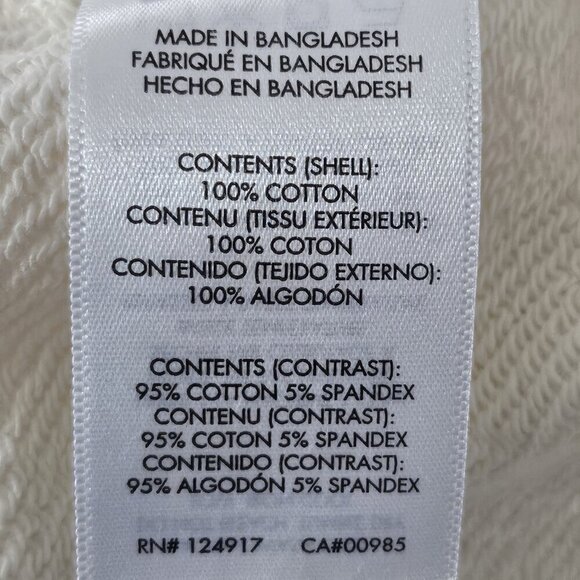 MADE IN BANGLADESH
FABRIQUÉ EN BANGLADESH
HECHO EN BANGLADESH
CONTENTS (SHELL):
100% COTTON
CONTENU (TISSU EXTÉRIEUR):
100% COTON
CONTENIDO (TEJIDO EXTERNO):
100% ALGODÓN
CONTENTS (CONTRAST):
95% COTTON 5% SPANDEX
CONTENU (CONTRAST):
95% COTON 5% SPANDEX
CONTENIDO (CONTRAST):
95% ALGODÓN 5% SPANDEX
RN# 124917 CA#00985